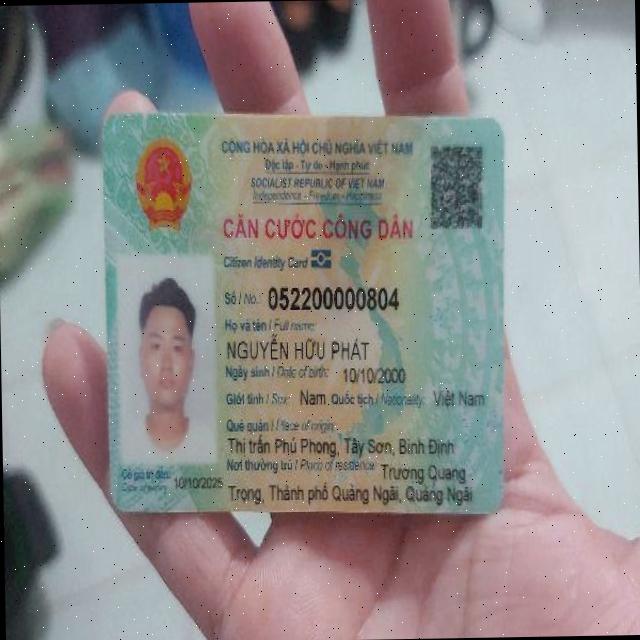 CỘNG HÒA XÃ HỘI CHỦ NGHĨA VIỆT NAM
Độc lập - Tự do - Hạnh phúc
SOCIALIST REPUBLIC OF VIET NAM
Independence - Freedom - Happiness
CĂN CƯỚC CÔNG DÂN
Citizen Identity Card
Số / No.: 052200000804
Họ và tên / Full name:
NGUYỄN HỮU PHÁT
Ngày sinh / Date of birth: 10/10/2000
Giới tính / Sex: Nam Quốc tịch / Nationality: Việt Nam
Quê quán / Place of origin:
Thị trấn Phú Phong, Tây Sơn, Bình Định
Nơi thường trú / Place of residence: Trương Quang
Trọng, Thành phố Quảng Ngãi, Quảng Ngãi
Có giá trị đến: 10/10/2025
Date of expiry